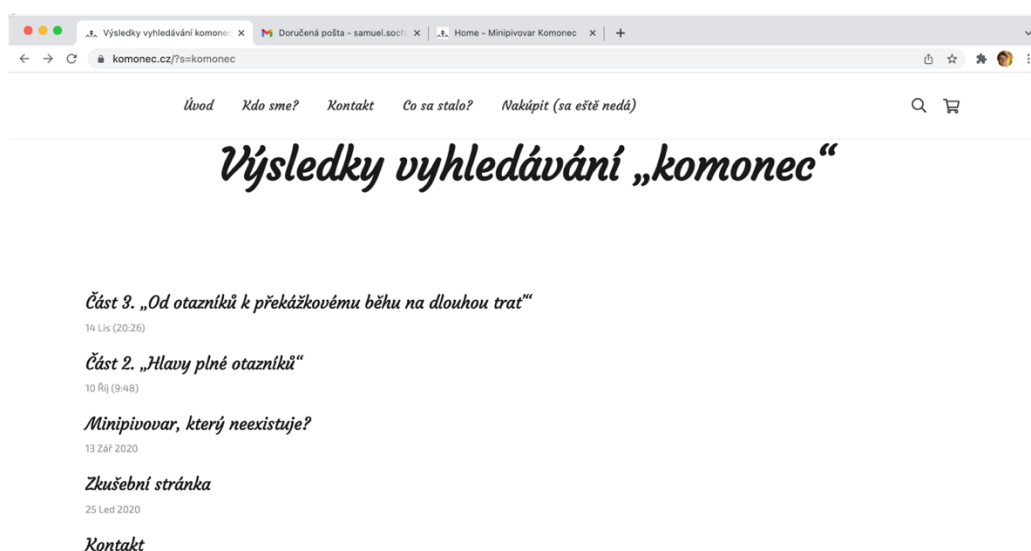 Výsledky vyhledávání komonec
Doručená pošta - samuel.soch
Home - Minipivovar Komonec
komonec.cz/?s=komonec
Úvod
Kdo sme?
Kontakt
Co sa stalo?
Nakúpit (sa eště nedá)
Výsledky vyhledávání „komonec“
Část 3. „Od otazníků k překážkovému běhu na dlouhou trať“
14 Lis (20:26)
Část 2. „Hlavy plné otazníků“
10 Říj (9:48)
Minipivovar, který neexistuje?
13 Zář 2020
Zkušební stránka
25 Led 2020
Kontakt